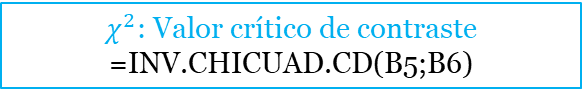 χ²: Valor crítico de contraste
=INV.CHICUAD.CD(B5;B6)